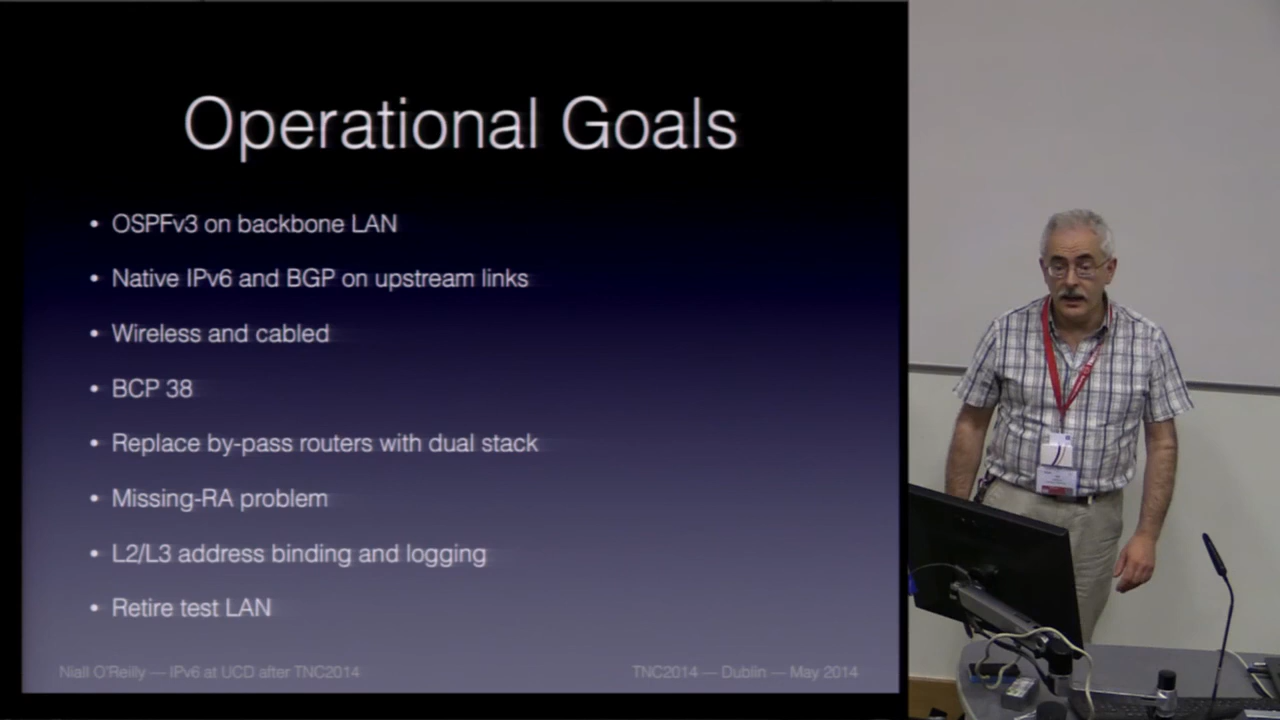 Operational Goals
• OSPFv3 on backbone LAN
• Native IPv6 and BGP on upstream links
• Wireless and cabled
• BCP 38
• Replace by-pass routers with dual stack
• Missing-RA problem
• L2/L3 address binding and logging
• Retire test LAN
Niall O'Reilly — IPv6 at UCD after TNC2014
TNC2014 — Dublin — May 2014